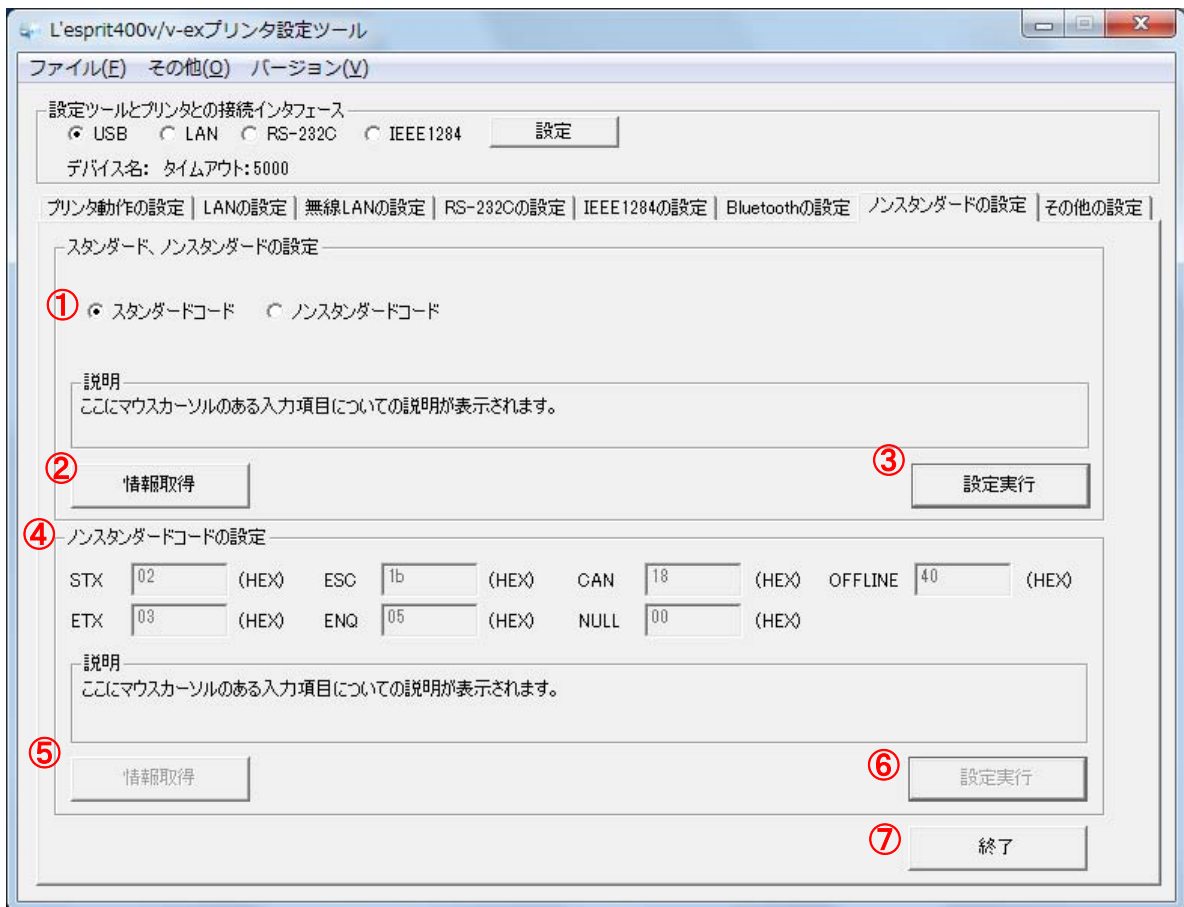 L'esprit400v/v-exプリンタ設定ツール
ファイル(F) その他(O) バージョン(V)
設定ツールとプリンタとの接続インタフェース
USB LAN RS-232C IEEE1284 設定
デバイス名: タイムアウト:5000
プリンタ動作の設定 LANの設定 無線LANの設定 RS-232Cの設定 IEEE1284の設定 Bluetoothの設定 ノンスタンダードの設定 その他の設定
スタンダード、ノンスタンダードの設定
① スタンダードコード ノンスタンダードコード
説明
ここにマウスカーソルのある入力項目についての説明が表示されます。
② 情報取得 ③ 設定実行
④ ノンスタンダードコードの設定
STX 02 (HEX) ESC 1b (HEX) CAN 18 (HEX) OFFLINE 40 (HEX)
ETX 03 (HEX) ENQ 05 (HEX) NULL 00 (HEX)
説明
ここにマウスカーソルのある入力項目についての説明が表示されます。
⑤ 情報取得 ⑥ 設定実行
⑦ 終了